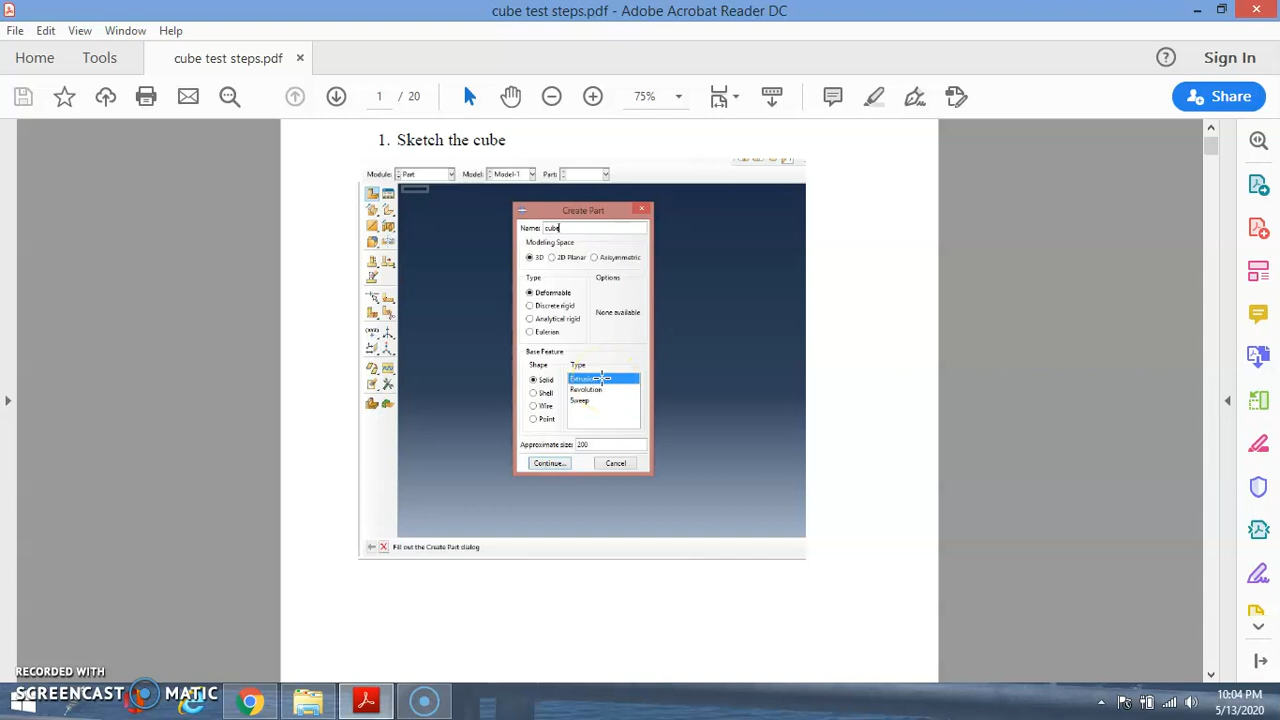 cube test steps.pdf - Adobe Acrobat Reader DC
File Edit View Window Help
Home Tools cube test steps.pdf × Sign In
1 / 20 75% Share
1. Sketch the cube
Module: Part Model: Model-1 Part:
Create Part
Name: cube
Modeling Space
3D 2D Planar Axisymmetric
Type Options
Deformable
Discrete rigid
None available
Analytical rigid
Eulerian
Base Feature
Shape Type
Solid
Revolution
Shell Sweep
Wire
Point
Approximate size: 200
Continue... Cancel
Fill out the Create Part dialog
RECORDED WITH
SCREENCAST MATIC
10:04 PM
5/13/2020